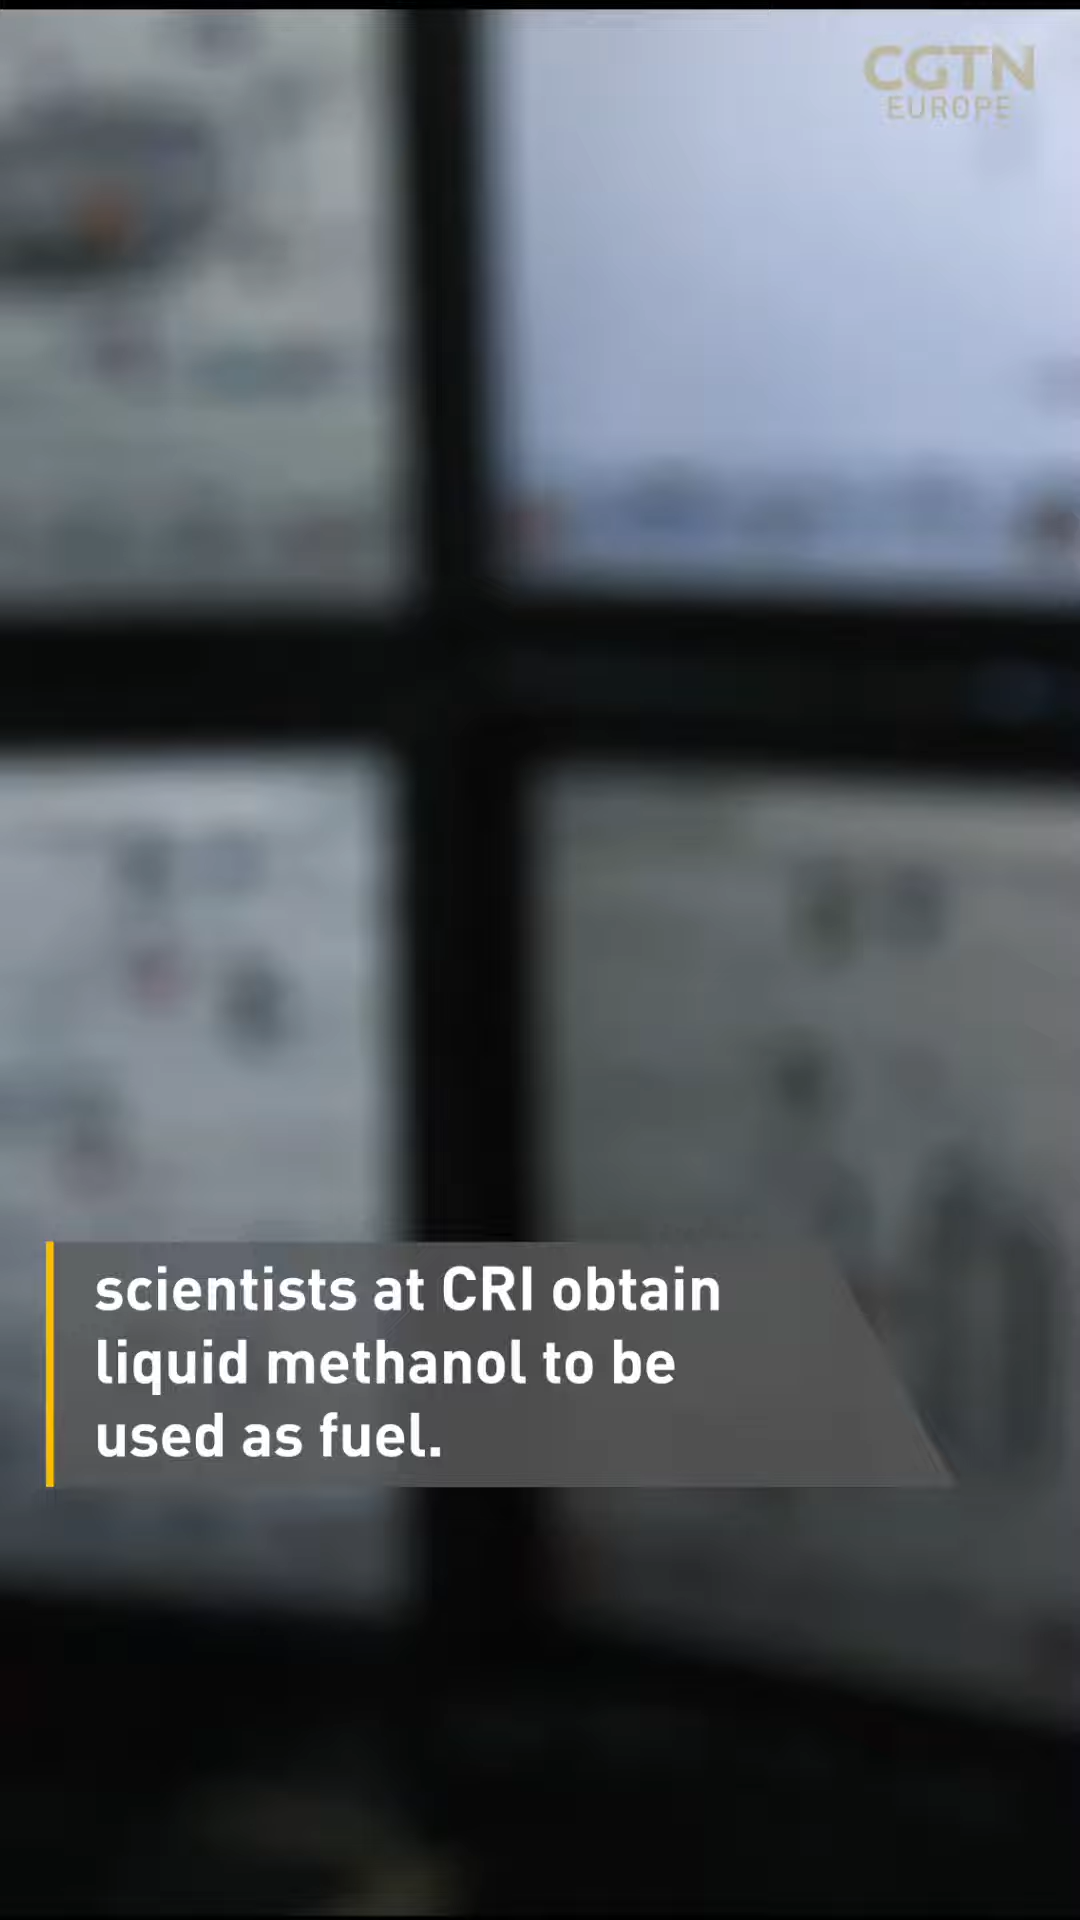 CGTN
EUROPE
scientists at CRI obtain
liquid methanol to be
used as fuel.